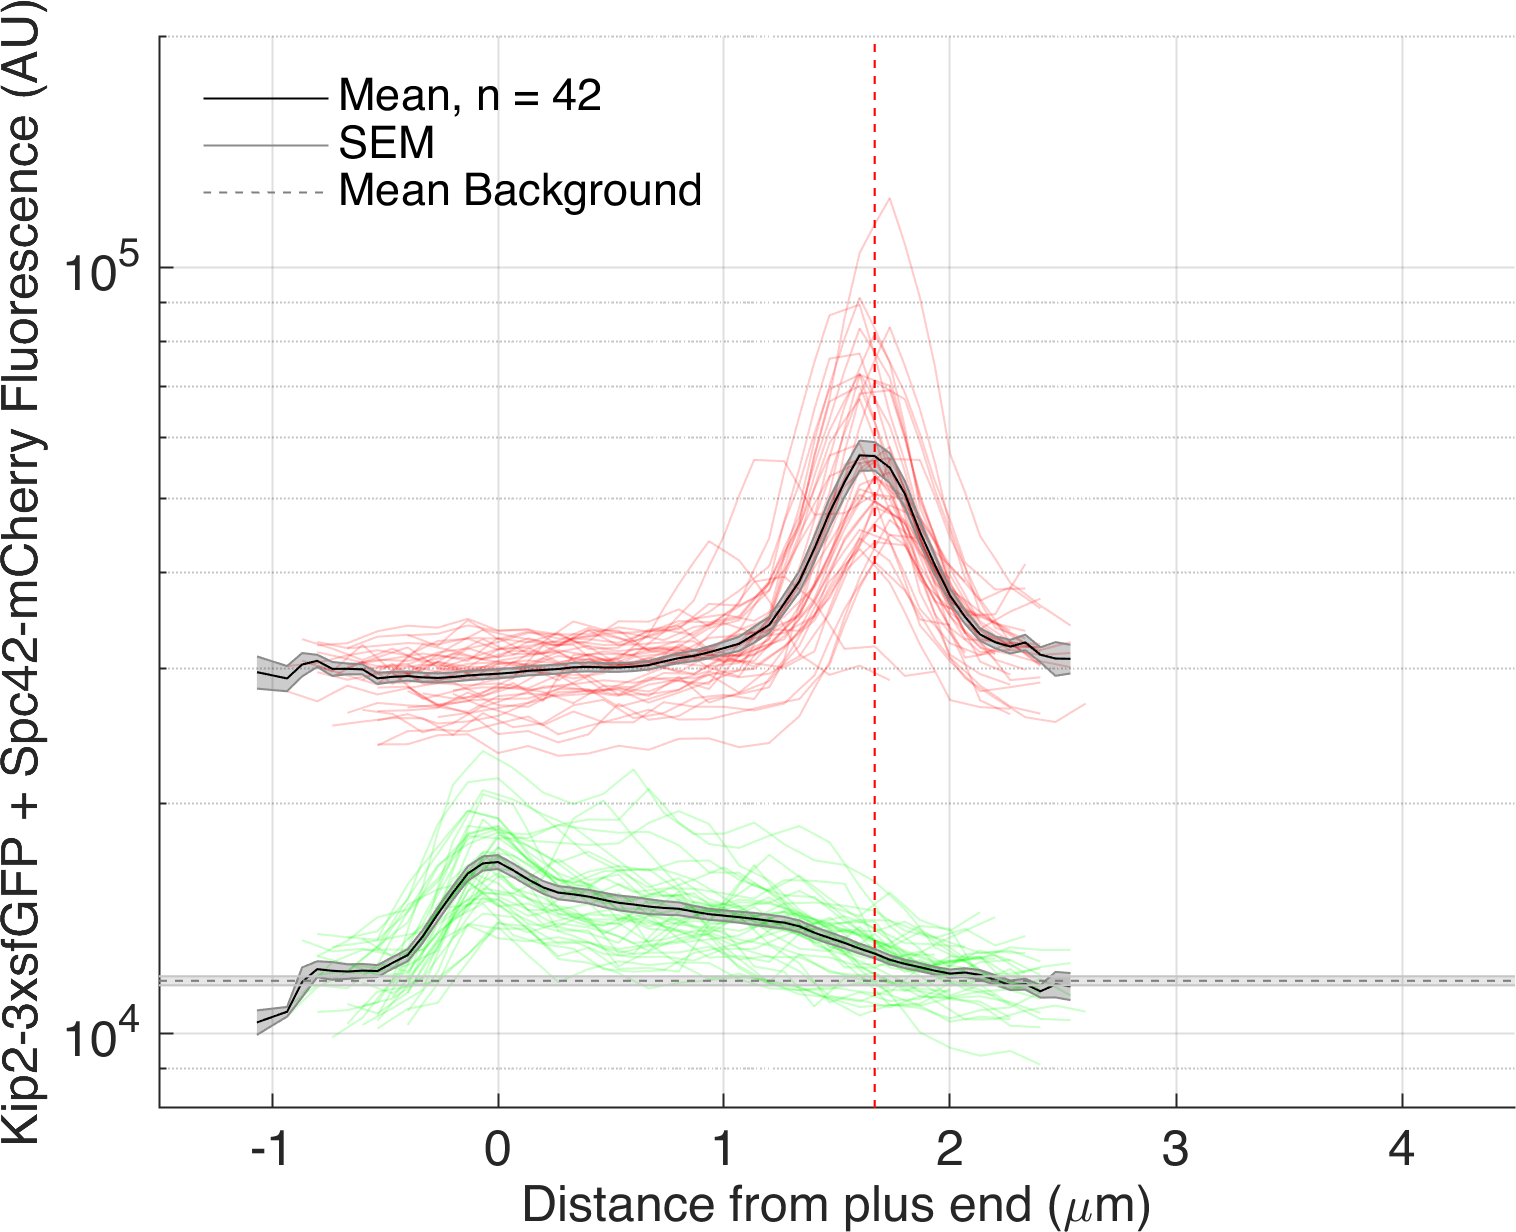 Kip2-3xsfGFP + Spc42-mCherry Fluorescence (AU)
Mean, n = 42
SEM
Mean Background
10^5
10^4
-1 0 1 2 3 4
Distance from plus end (μm)